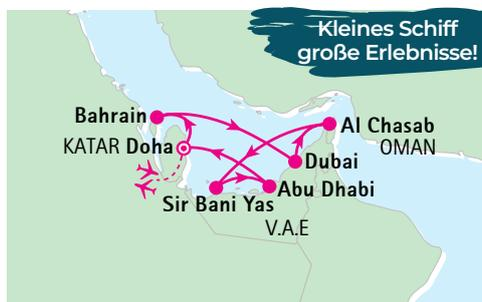 Kleines Schiff
große Erlebnisse!
Bahrain
Al Chasab
KATAR Doha
OMAN
Dubai
Abu Dhabi
Sir Bani Yas
V.A.E